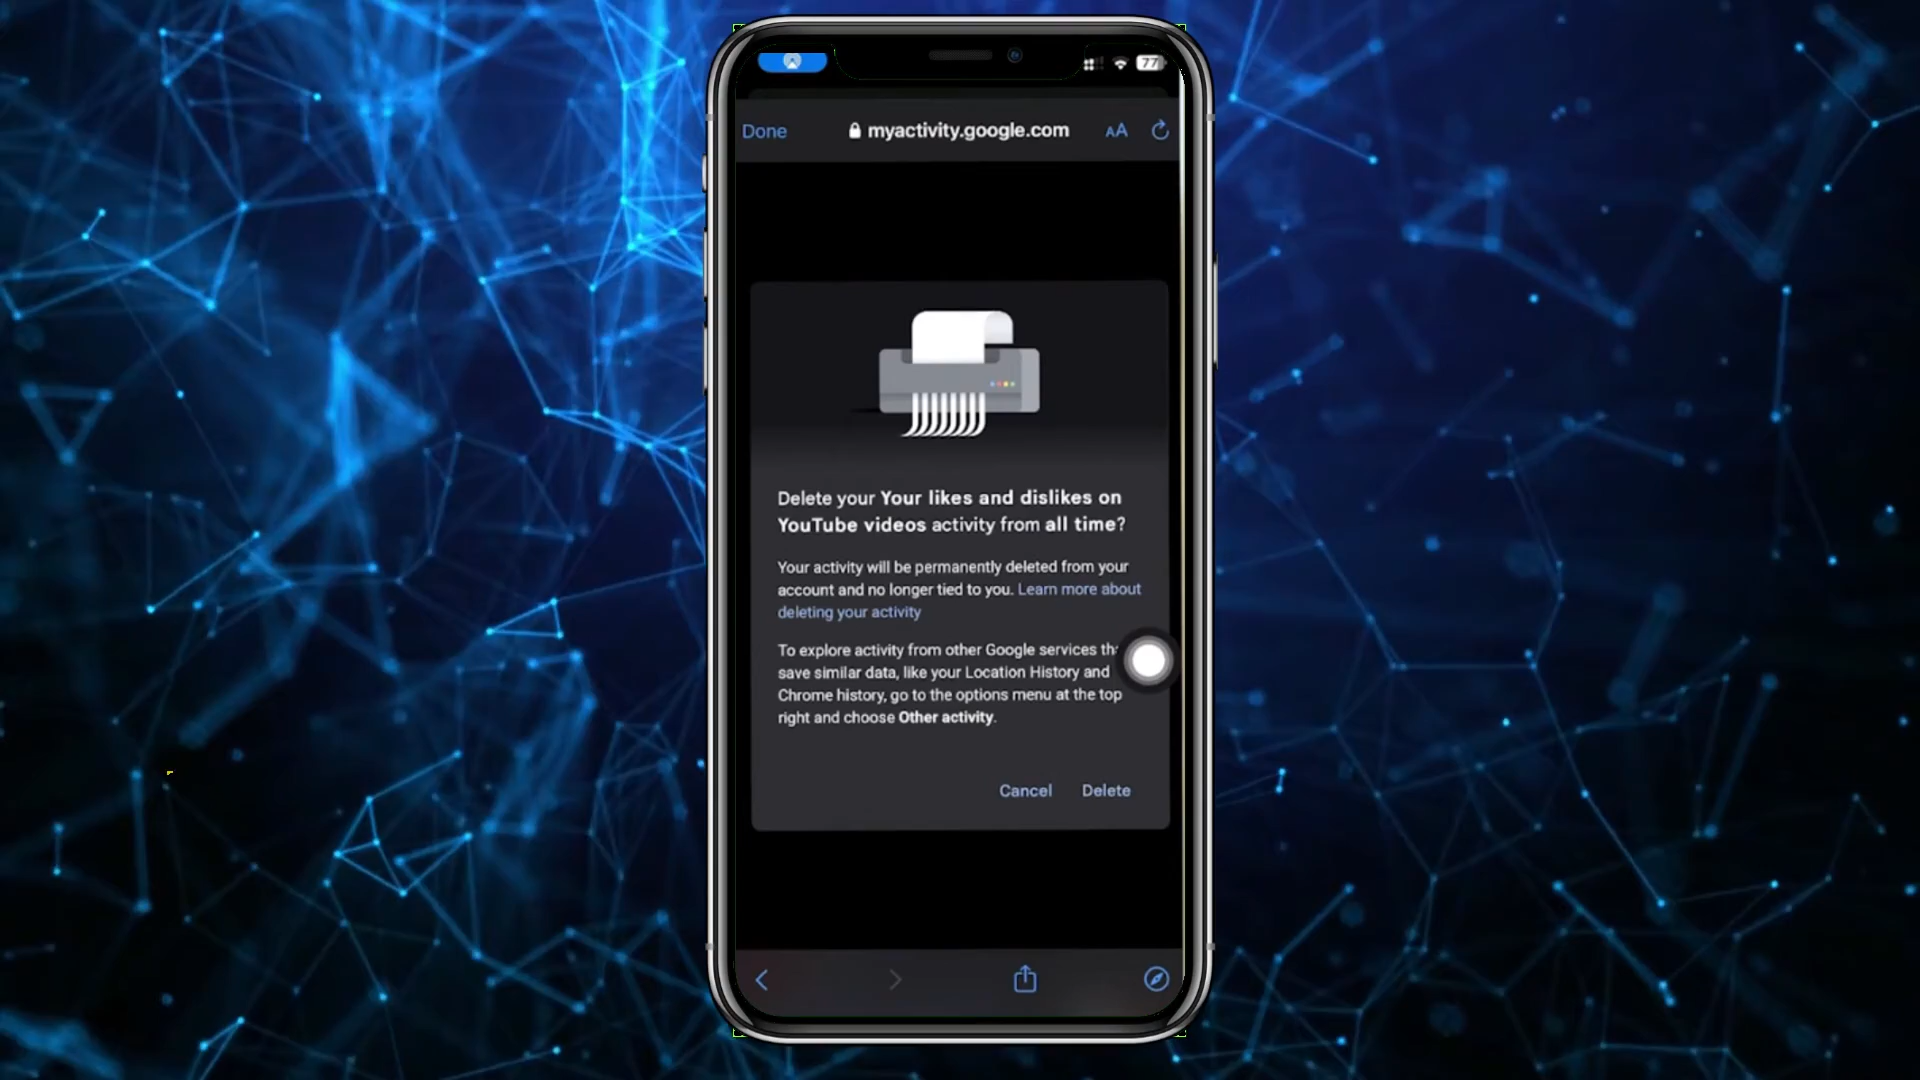 77
Done
myactivity.google.com
AA
Delete your Your likes and dislikes on
YouTube videos activity from all time?
Your activity will be permanently deleted from your
account and no longer tied to you. Learn more about
deleting your activity
To explore activity from other Google services
save similar data, like your Location History and
Chrome history, go to the options menu at the top
right and choose Other activity.
Cancel
Delete